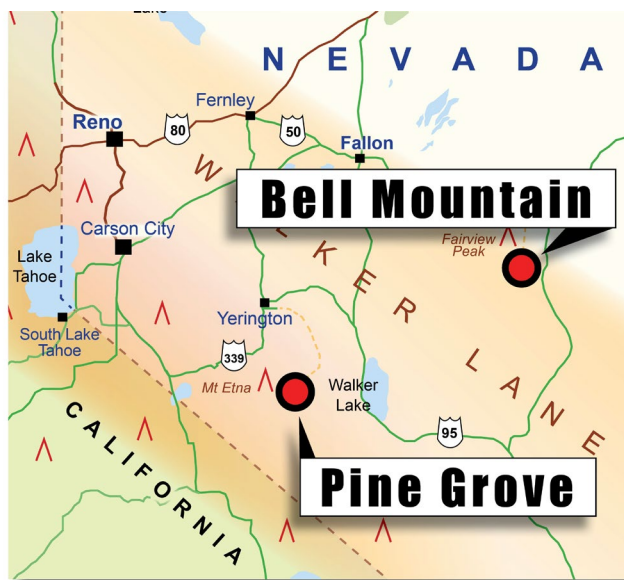 Lake
NEVADA
Fernley
Reno
80
50
Fallon
WALKER LANE
Bell Mountain
Carson City
Fairview
Peak
Lake
Tahoe
Yerington
South Lake
Tahoe
339
Mt Etna
Walker
Lake
95
CALIFORNIA
Pine Grove